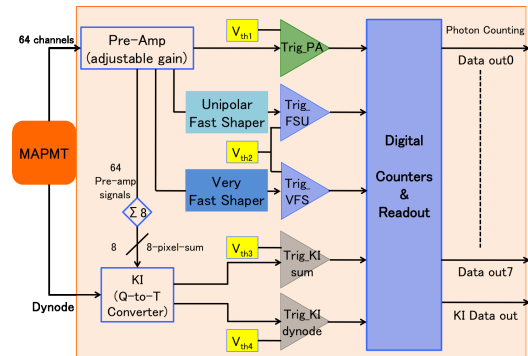 64 channels
Pre-Amp
(adjustable gain)
Vth1
Trig_PA
Photon Counting
Data out0
Unipolar
Fast Shaper
Trig_
FSU
MAPMT
Vth2
Digital
Counters
&
Readout
64
Pre-amp
signals
Very
Fast Shaper
Trig_
VFS
Σ8
8
8-pixel-sum
Vth3
Trig_KI
sum
Data out7
KI
(Q-to-T
Converter)
Dynode
Trig_KI
dynode
KI Data out
Vth4